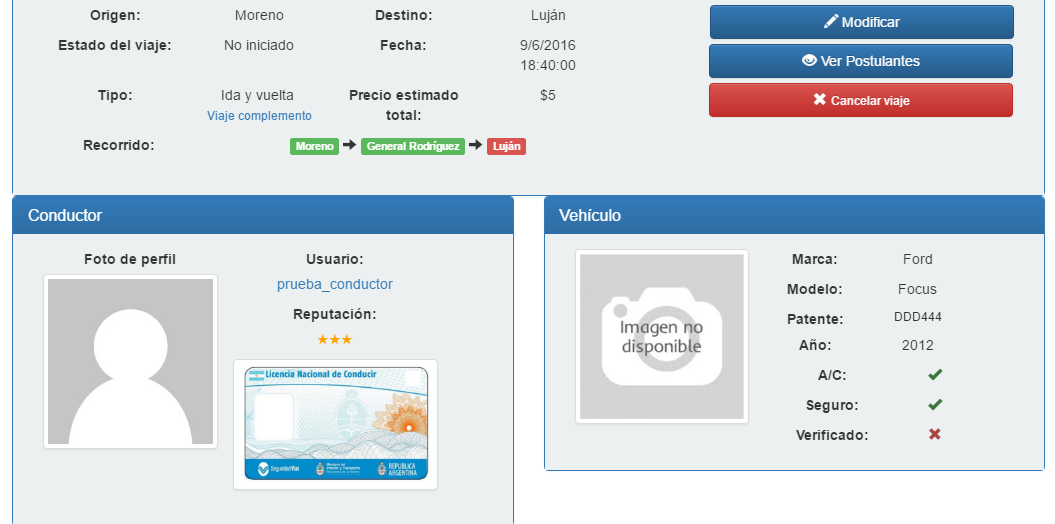 Origen: Moreno Destino: Luján
Modificar
Estado del viaje: No iniciado Fecha: 9/6/2016
18:40:00
Ver Postulantes
Tipo: Ida y vuelta Precio estimado $5
Viaje complemento total:
Cancelar viaje
Recorrido: Moreno General Rodríguez Luján
Conductor
Foto de perfil
Usuario:
prueba_conductor
Reputación:
Licencia Nacional de Conducir
SeguridadVial
REPUBLICA
ARGENTINA
Vehículo
Imagen no
disponible
Marca: Ford
Modelo: Focus
Patente: DDD444
Año: 2012
A/C:
Seguro:
Verificado: